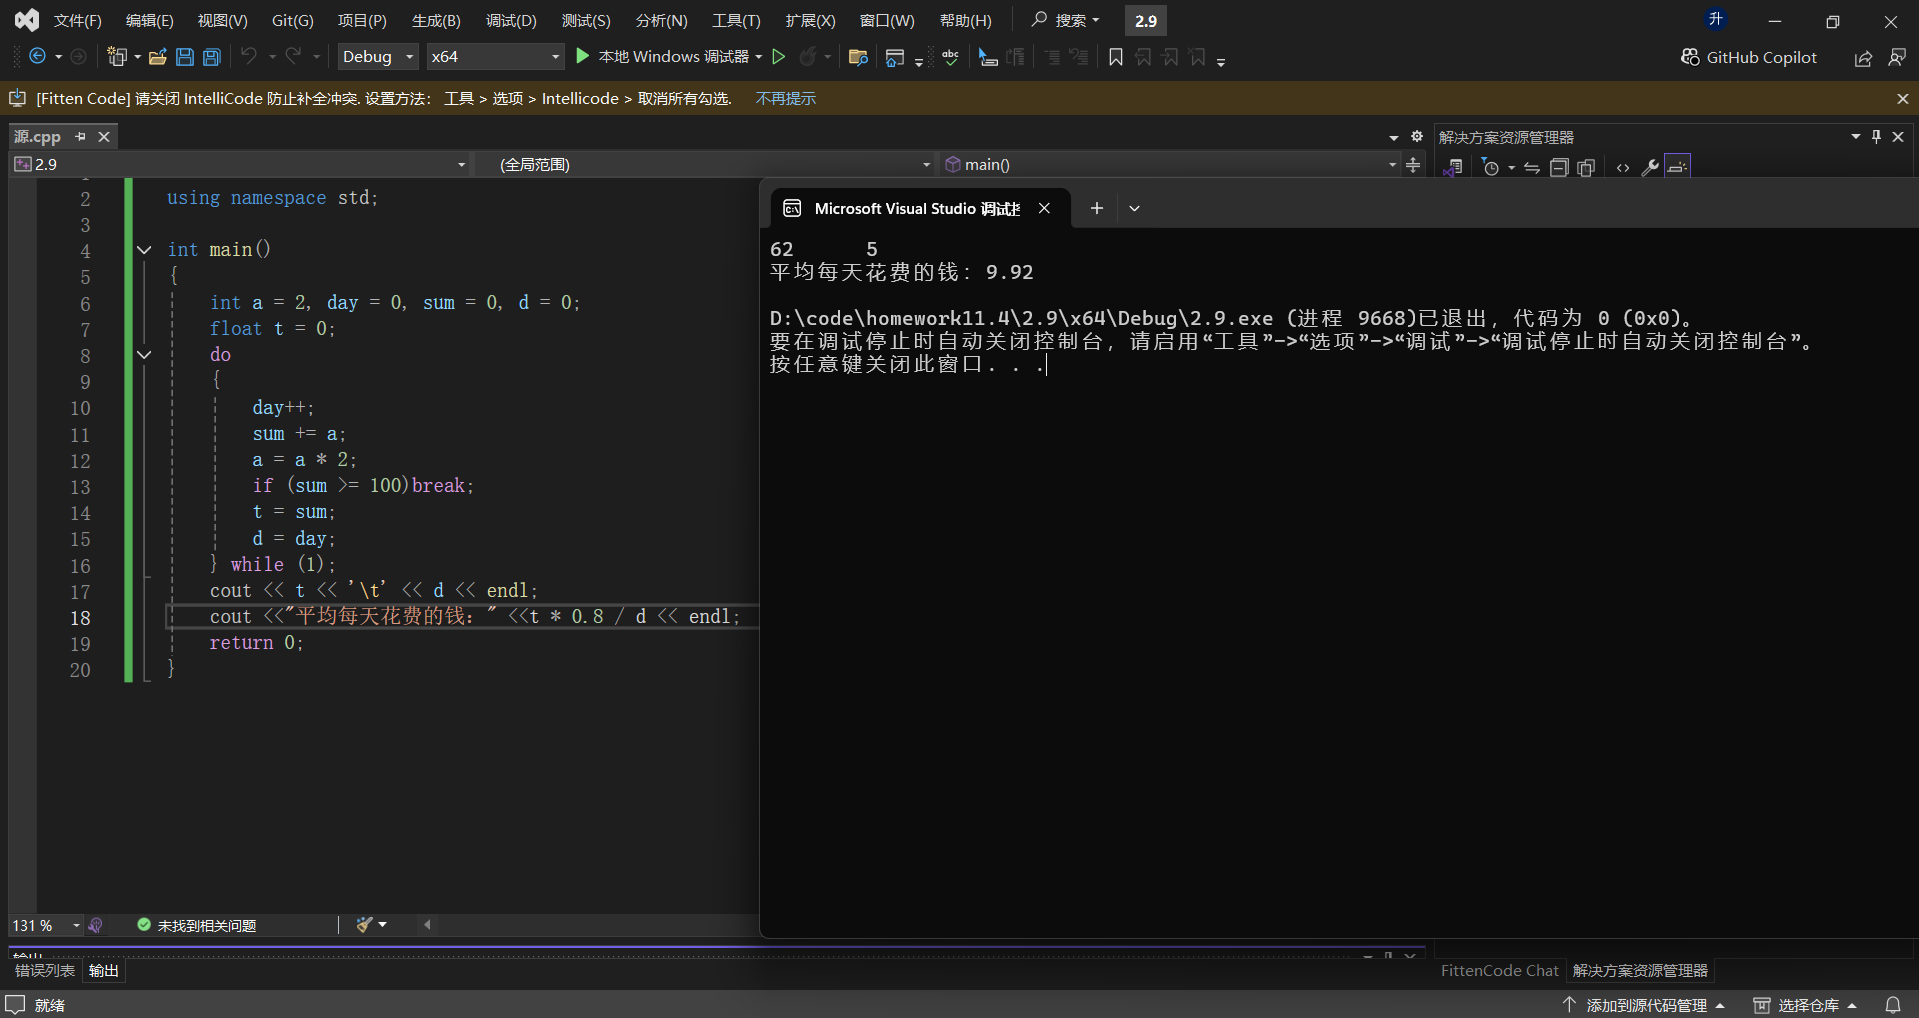 文件(F) 编辑(E) 视图(V) Git(G) 项目(P) 生成(B) 调试(D) 测试(S) 分析(N) 工具(T) 扩展(X) 窗口(W) 帮助(H) 搜索 2.9 升
Debug x64 本地 Windows 调试器 abc GitHub Copilot
[Fitten Code] 请关闭 IntelliCode 防止补全冲突. 设置方法： 工具 > 选项 > Intellicode > 取消所有勾选. 不再提示
源.cpp
2.9 (全局范围) main()
解决方案资源管理器
2 using namespace std;
3
4 int main()
5 {
6 int a = 2, day = 0, sum = 0, d = 0;
7 float t = 0;
8 do
9 {
10 day++;
11 sum += a;
12 a = a * 2;
13 if (sum >= 100)break;
14 t = sum;
15 d = day;
16 } while (1);
17 cout << t << '\t' << d << endl;
18 cout <<"平均每天花费的钱：" <<t * 0.8 / d << endl;
19 return 0;
20 }
Microsoft Visual Studio 调试
62 5
平均每天花费的钱：9.92
D:\code\homework11.4\2.9\x64\Debug\2.9.exe (进程 9668)已退出，代码为 0 (0x0)。
要在调试停止时自动关闭控制台，请启用“工具”->“选项”->“调试”->“调试停止时自动关闭控制台”。
按任意键关闭此窗口. . .
131 % 未找到相关问题
输出
错误列表 输出
FittenCode Chat 解决方案资源管理器
就绪 添加到源代码管理 选择仓库